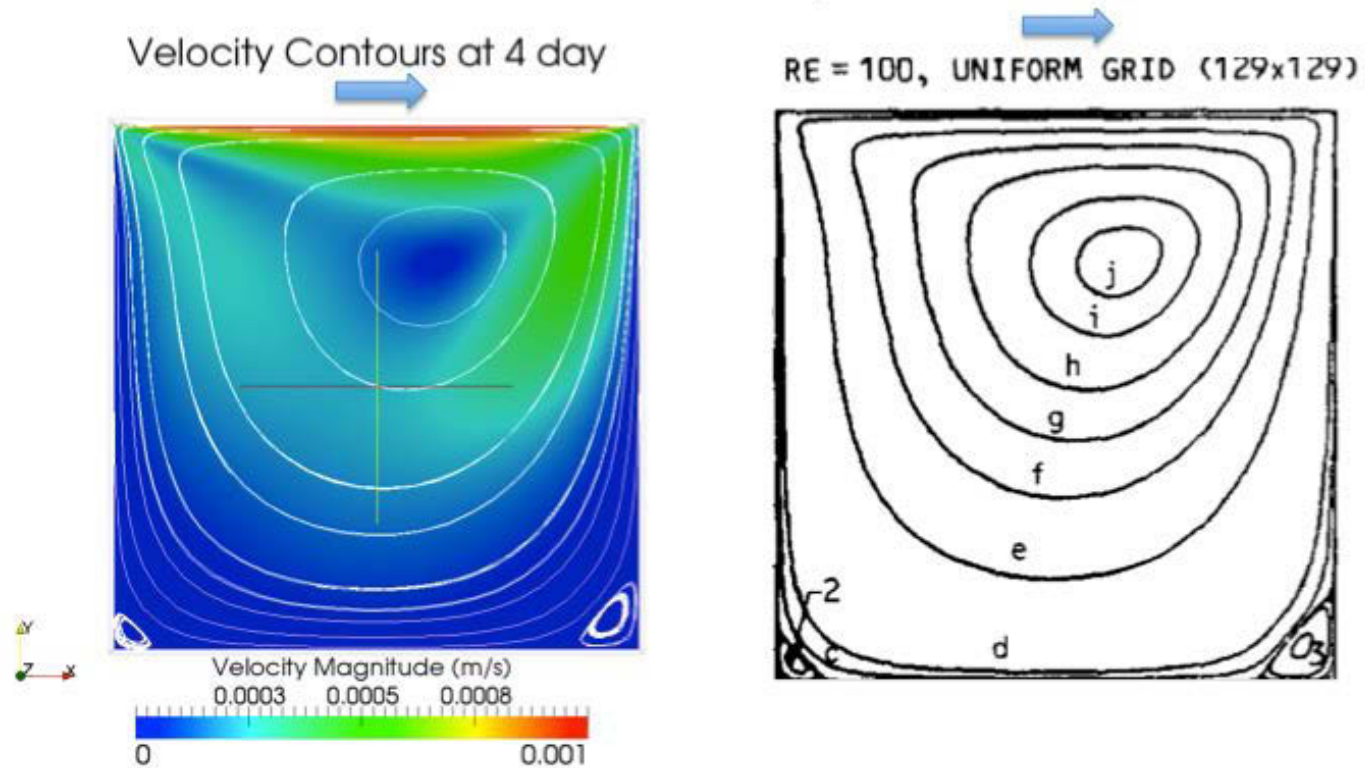 Velocity Contours at 4 day
Y
Z X
Velocity Magnitude (m/s)
0.0003 0.0005 0.0008
0 0.001
RE = 100, UNIFORM GRID (129x129)
j
i
h
g
f
e
2
d
c
3